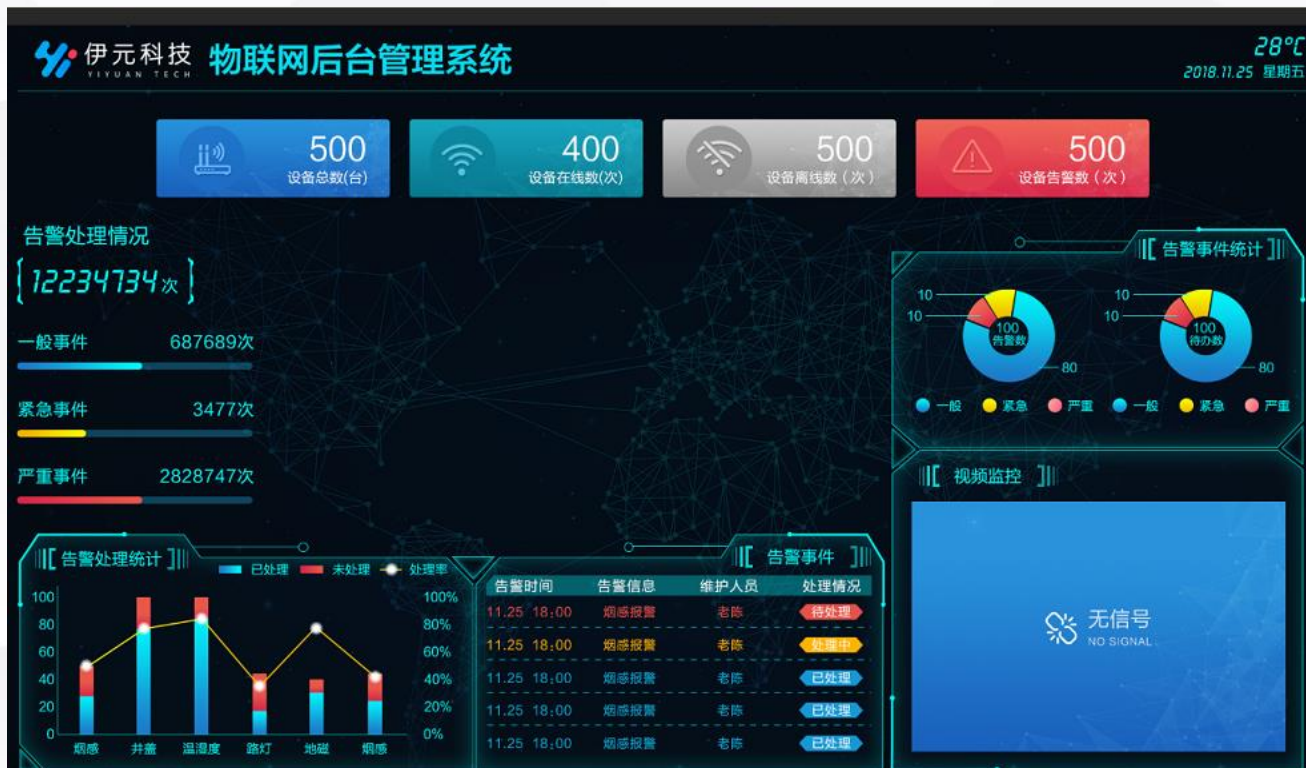 伊元科技
YIYUAN TECH
物联网后台管理系统
28°C
2018.11.25 星期五
500
设备总数(台)
400
设备在线数(次)
500
设备离线数（次）
500
设备告警数（次）
告警处理情况
12234734次
一般事件 687689次
紧急事件 3477次
严重事件 2828747次
告警事件统计
10
10
100
告警数
80
一般 紧急 严重
10
10
100
待办数
80
一般 紧急 严重
视频监控
无信号
NO SIGNAL
告警处理统计
已处理 未处理 处理率
100
80
60
40
20
0
100%
80%
60%
40%
20%
0%
烟感 井盖 温湿度 路灯 地磁 烟感
告警事件
告警时间 告警信息 维护人员 处理情况
11.25 18:00 烟感报警 老陈 待处理
11.25 18:00 烟感报警 老陈 处理中
11.25 18:00 烟感报警 老陈 已处理
11.25 18:00 烟感报警 老陈 已处理
11.25 18:00 烟感报警 老陈 已处理